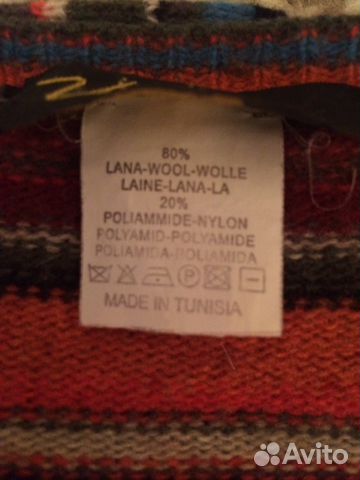 80%
LANA-WOOL-WOLLE
LAINE-LANA-LA
20%
POLIAMMIDE-NYLON
POLYAMID-POLYAMIDE
POLIAMIDA-POLIAMIDA
MADE IN TUNISIA
Avito